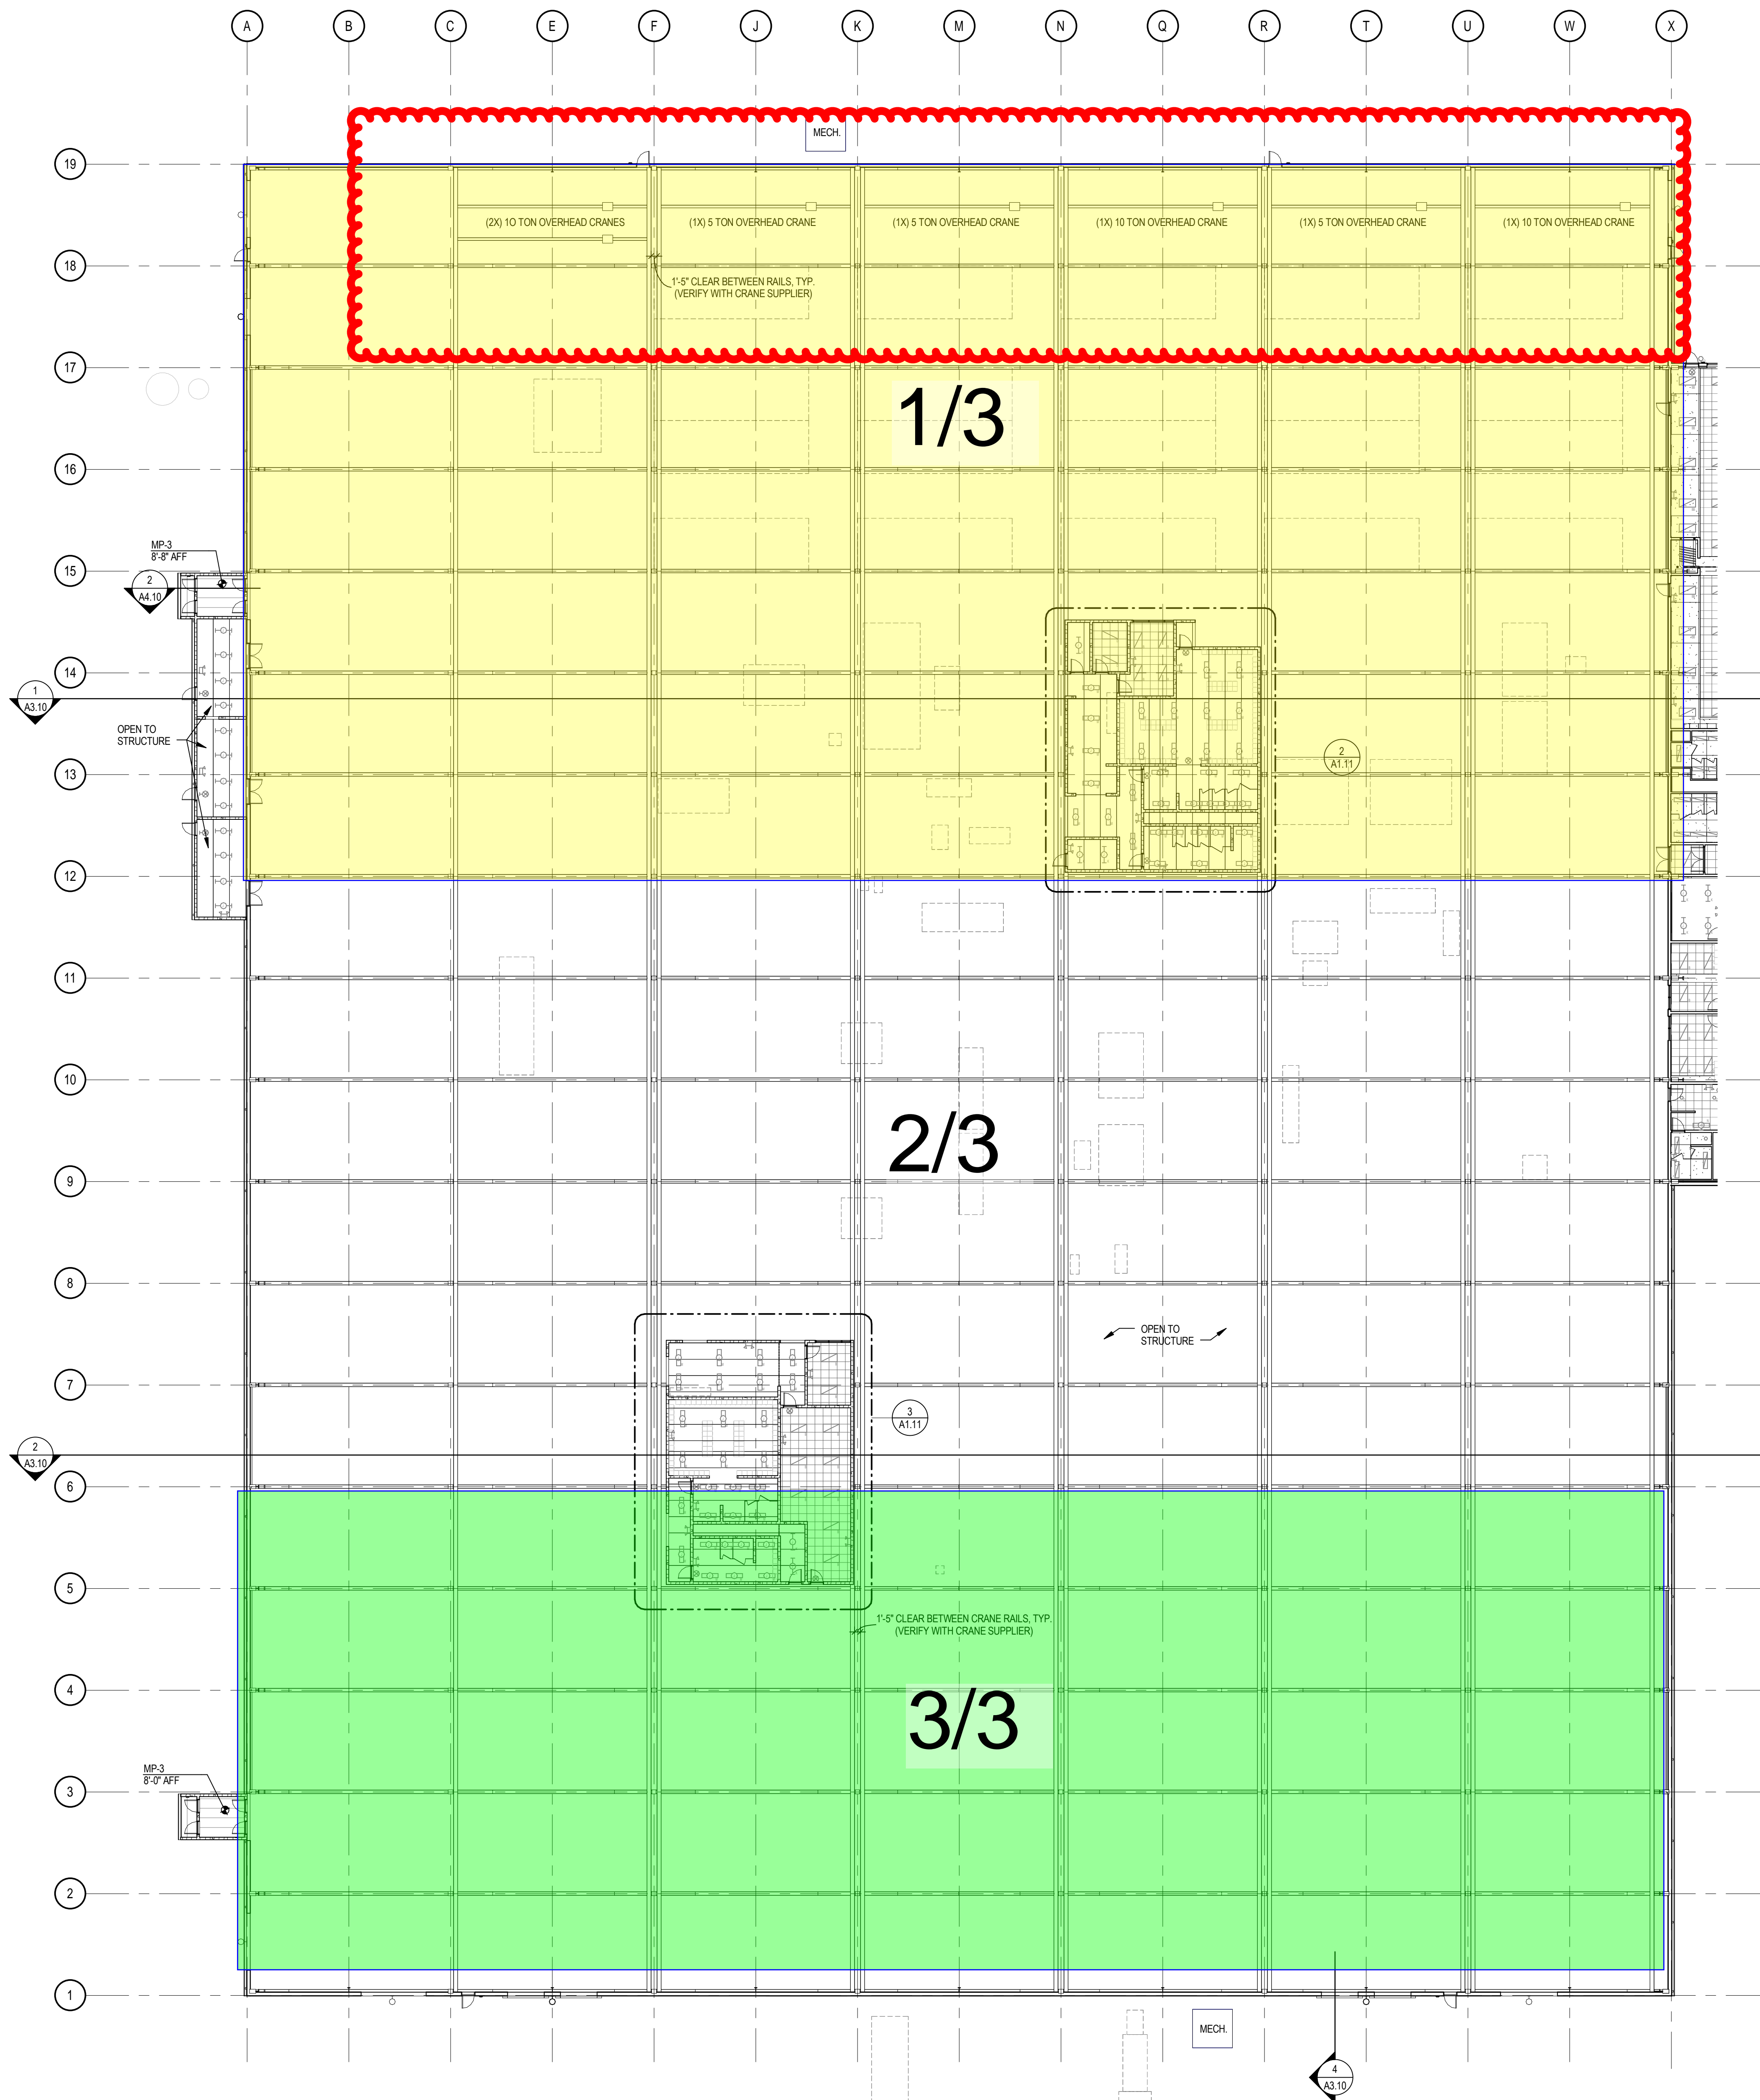 A B C E F J K M N Q R T U W X
MECH.
19
(2X) 1O TON OVERHEAD CRANES
(1X) 5 TON OVERHEAD CRANE
(1X) 5 TON OVERHEAD CRANE
(1X) 10 TON OVERHEAD CRANE
(1X) 5 TON OVERHEAD CRANE
(1X) 10 TON OVERHEAD CRANE
18
1'-5" CLEAR BETWEEN RAILS, TYP.
(VERIFY WITH CRANE SUPPLIER)
17
1/3
16
MP-3
8'-8" AFF
15
2
A4.10
14
1
A3.10
OPEN TO
STRUCTURE
2
A1.11
13
12
11
10
2/3
9
8
OPEN TO
STRUCTURE
7
3
A1.11
2
A3.10
6
5
1'-5" CLEAR BETWEEN CRANE RAILS, TYP.
(VERIFY WITH CRANE SUPPLIER)
4
3/3
MP-3
8'-0" AFF
3
2
1
MECH.
4
A3.10